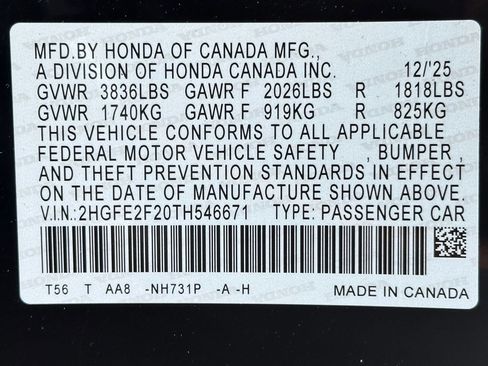 MFD.BY HONDA OF CANADA MFG.,
A DIVISION OF HONDA CANADA INC. 12/'25
GVWR 3836LBS GAWR F 2026LBS R 1818LBS
GVWR 1740KG GAWR F 919KG R 825KG
THIS VEHICLE CONFORMS TO ALL APPLICABLE
FEDERAL MOTOR VEHICLE SAFETY , BUMPER ,
AND THEFT PREVENTION STANDARDS IN EFFECT
ON THE DATE OF MANUFACTURE SHOWN ABOVE.
V.I.N.:2HGFE2F20TH546671 TYPE: PASSENGER CAR
T56 T AA8 -NH731P -A -H
MADE IN CANADA